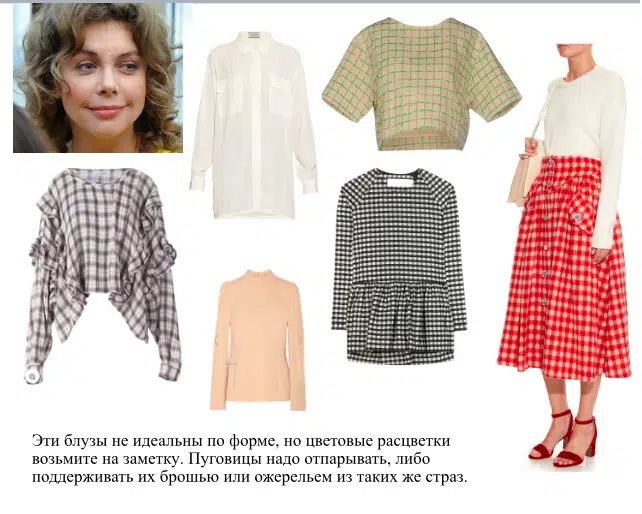 Эти блузы не идеальны по форме, но цветовые расцветки
возьмите на заметку. Пуговицы надо отпарывать, либо
поддерживать их брошью или ожерельем из таких же страз.